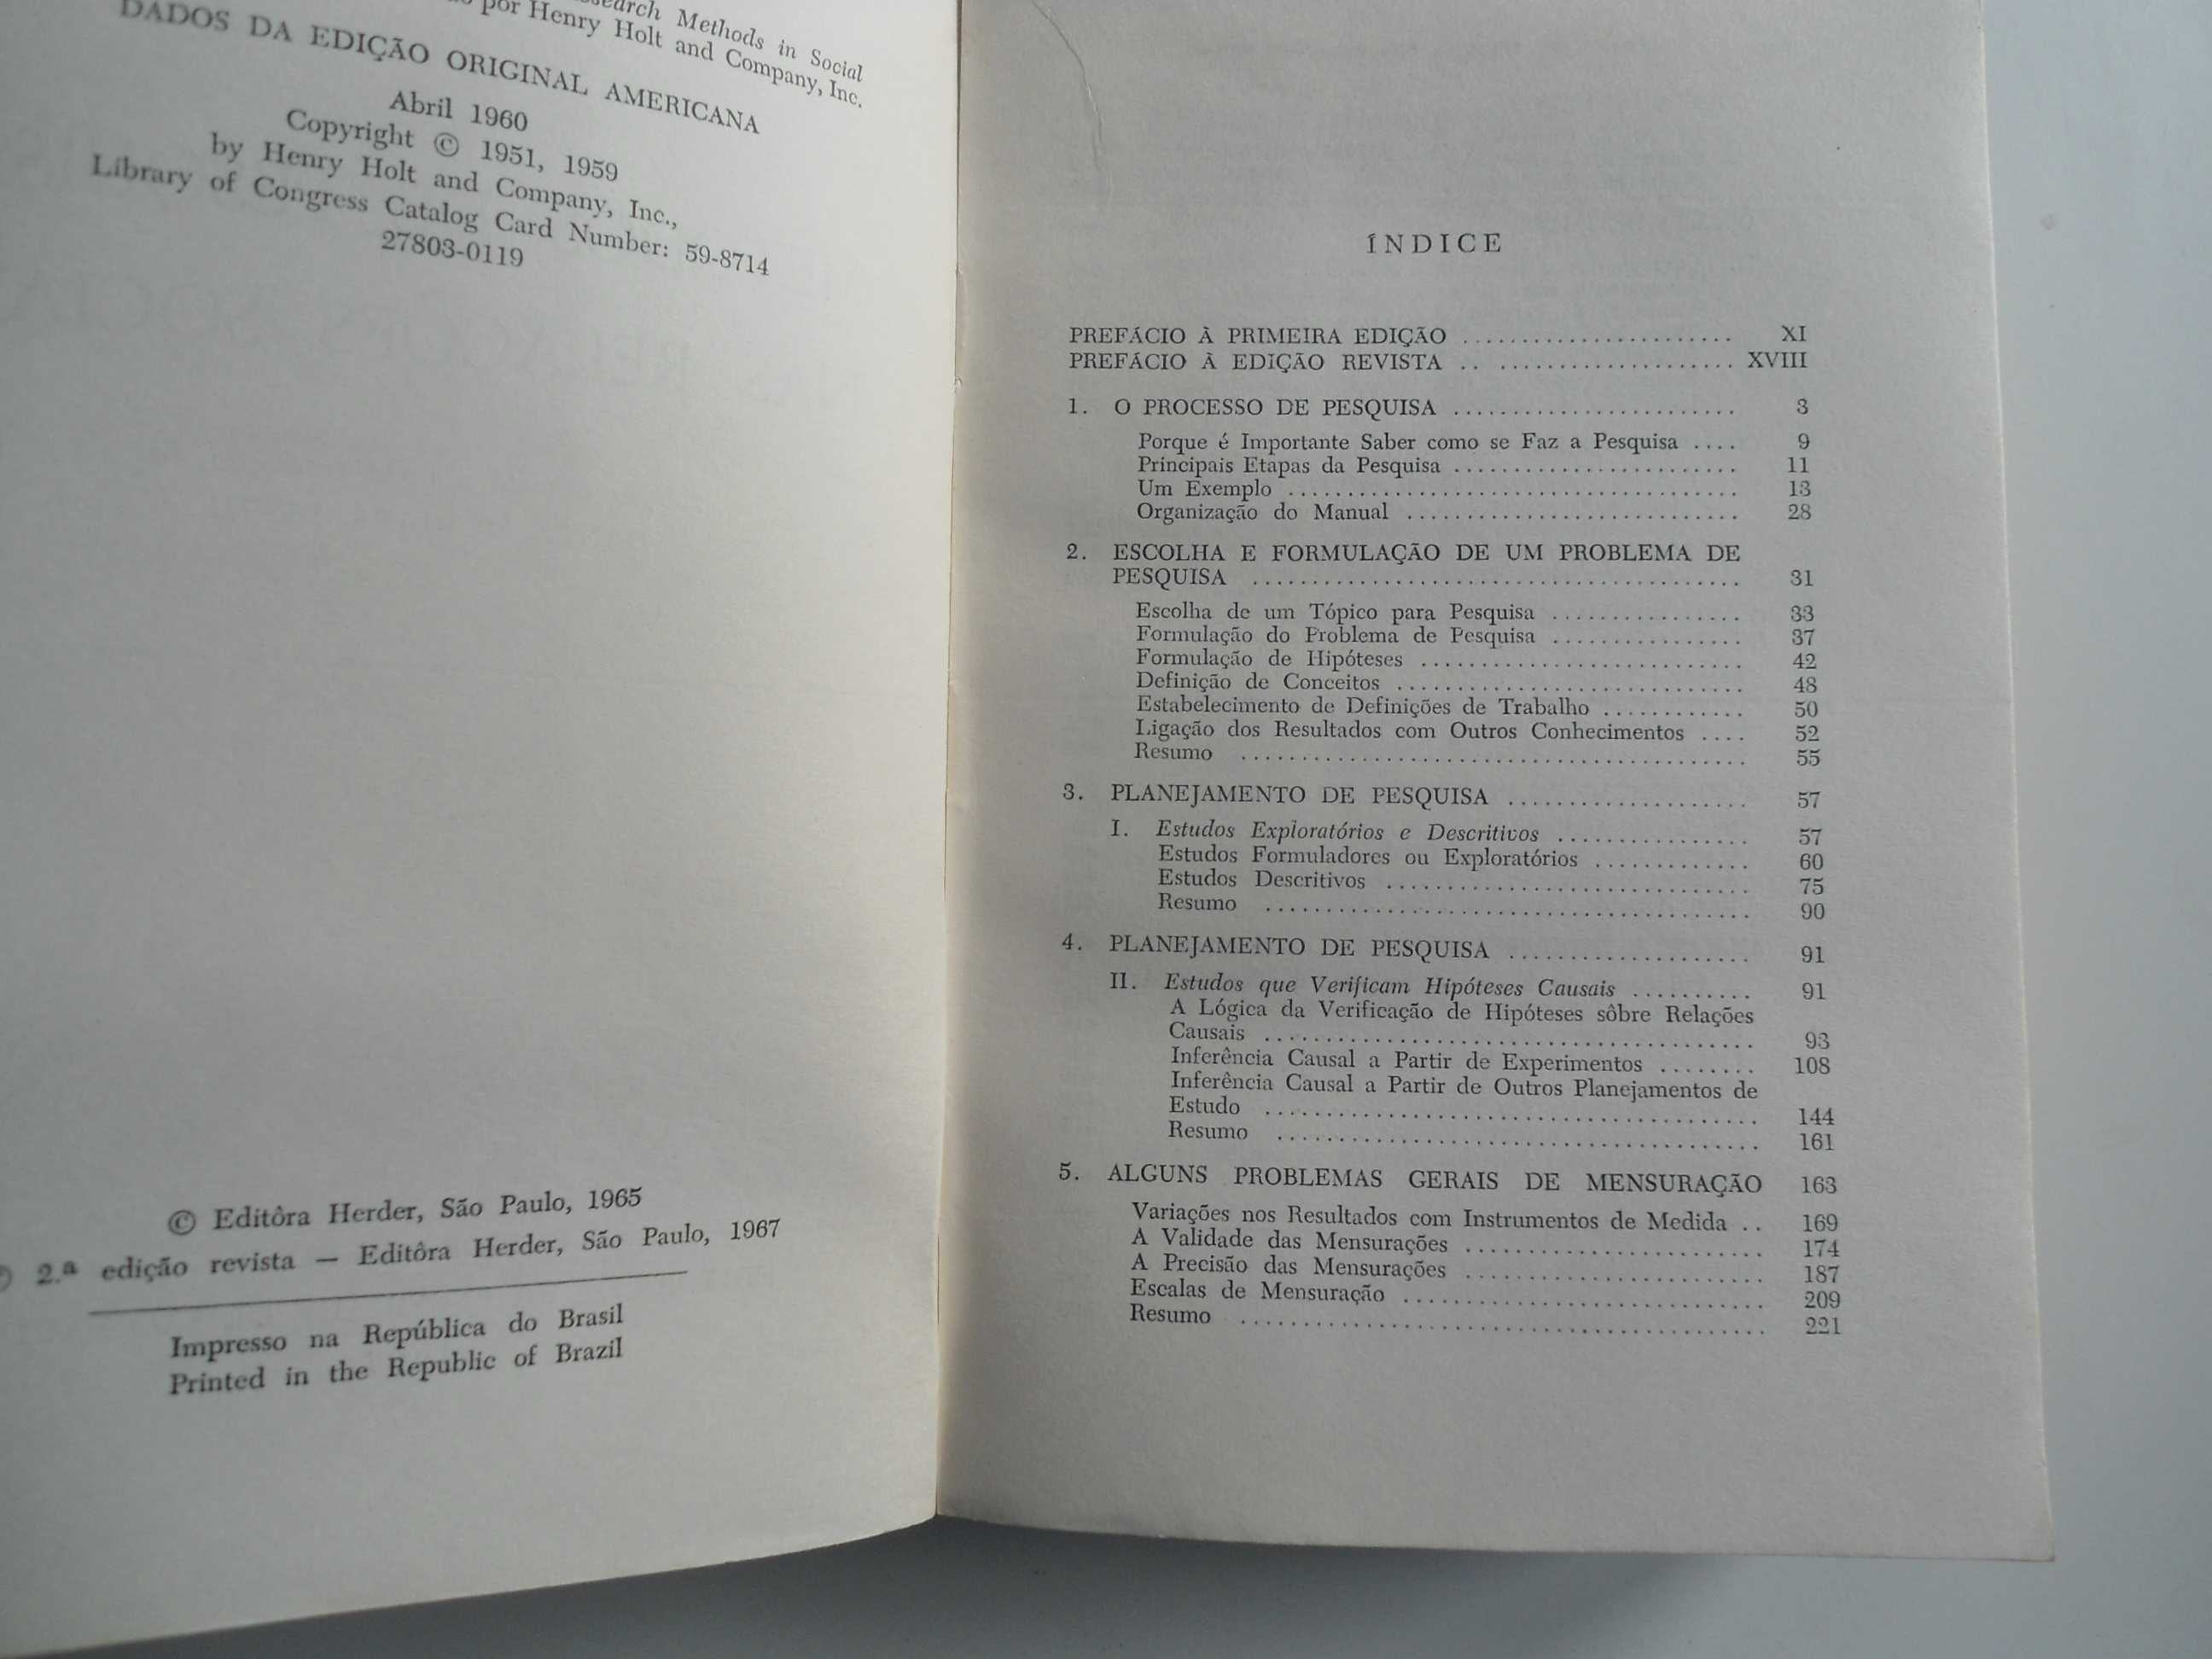 Methods in Social
por Henry Holt and Company, Inc.
DADOS DA EDIÇÃO ORIGINAL AMERICANA
Abril 1960
Copyright © 1951, 1959
by Henry Holt and Company, Inc.,
Library of Congress Catalog Card Number: 59-8714
27803-0119
© Editôra Herder, São Paulo, 1965
2.ª edição revista — Editôra Herder, São Paulo, 1967
Impresso na República do Brasil
Printed in the Republic of Brazil
ÍNDICE
PREFÁCIO À PRIMEIRA EDIÇÃO ........................ XI
PREFÁCIO À EDIÇÃO REVISTA .. .................... XVIII
1. O PROCESSO DE PESQUISA ........................ 3
Porque é Importante Saber como se Faz a Pesquisa .... 9
Principais Etapas da Pesquisa ........................ 11
Um Exemplo ...................................... 13
Organização do Manual ............................ 28
2. ESCOLHA E FORMULAÇÃO DE UM PROBLEMA DE
PESQUISA ......................................... 31
Escolha de um Tópico para Pesquisa ................ 33
Formulação do Problema de Pesquisa ................ 37
Formulação de Hipóteses ........................... 42
Definição de Conceitos ............................. 48
Estabelecimento de Definições de Trabalho ............ 50
Ligação dos Resultados com Outros Conhecimentos .... 52
Resumo .......................................... 55
3. PLANEJAMENTO DE PESQUISA .................... 57
I. Estudos Exploratórios e Descritivos ................ 57
Estudos Formuladores ou Exploratórios ............. 60
Estudos Descritivos ............................... 75
Resumo ......................................... 90
4. PLANEJAMENTO DE PESQUISA .................... 91
II. Estudos que Verificam Hipóteses Causais .......... 91
A Lógica da Verificação de Hipóteses sôbre Relações
Causais ......................................... 93
Inferência Causal a Partir de Experimentos ........ 108
Inferência Causal a Partir de Outros Planejamentos de
Estudo .......................................... 144
Resumo ......................................... 161
5. ALGUNS PROBLEMAS GERAIS DE MENSURAÇÃO 163
Variações nos Resultados com Instrumentos de Medida .. 169
A Validade das Mensurações ......................... 174
A Precisão das Mensurações ......................... 187
Escalas de Mensuração .............................. 209
Resumo ............................................ 221